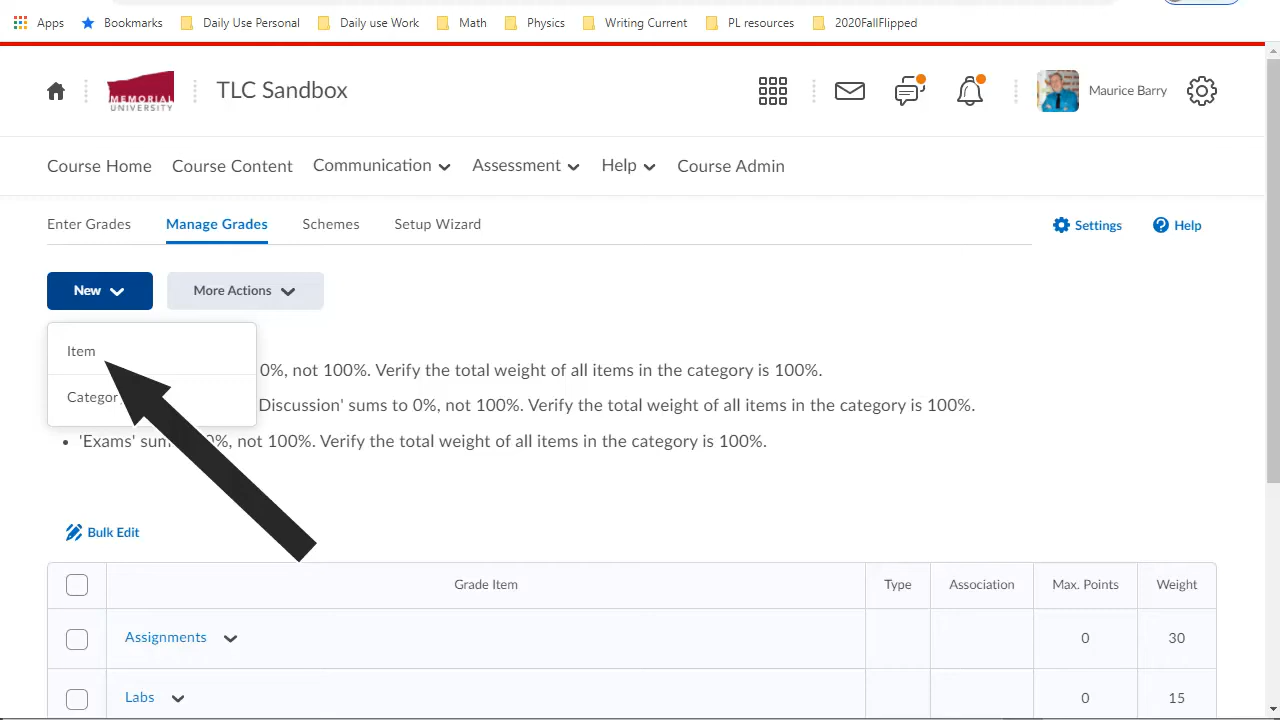 Apps Bookmarks Daily Use Personal Daily use Work Math Physics Writing Current PL resources 2020FallFlipped
MEMORIAL
UNIVERSITY
TLC Sandbox
Maurice Barry
Course Home Course Content Communication Assessment Help Course Admin
Enter Grades Manage Grades Schemes Setup Wizard Settings Help
New More Actions
Item
0%, not 100%. Verify the total weight of all items in the category is 100%.
Categor
Discussion' sums to 0%, not 100%. Verify the total weight of all items in the category is 100%.
• 'Exams' sum 0%, not 100%. Verify the total weight of all items in the category is 100%.
Bulk Edit
Grade Item Type Association Max. Points Weight
Assignments 0 30
Labs 0 15